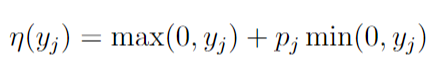 η(y_j) = max(0, y_j) + p_j min(0, y_j)